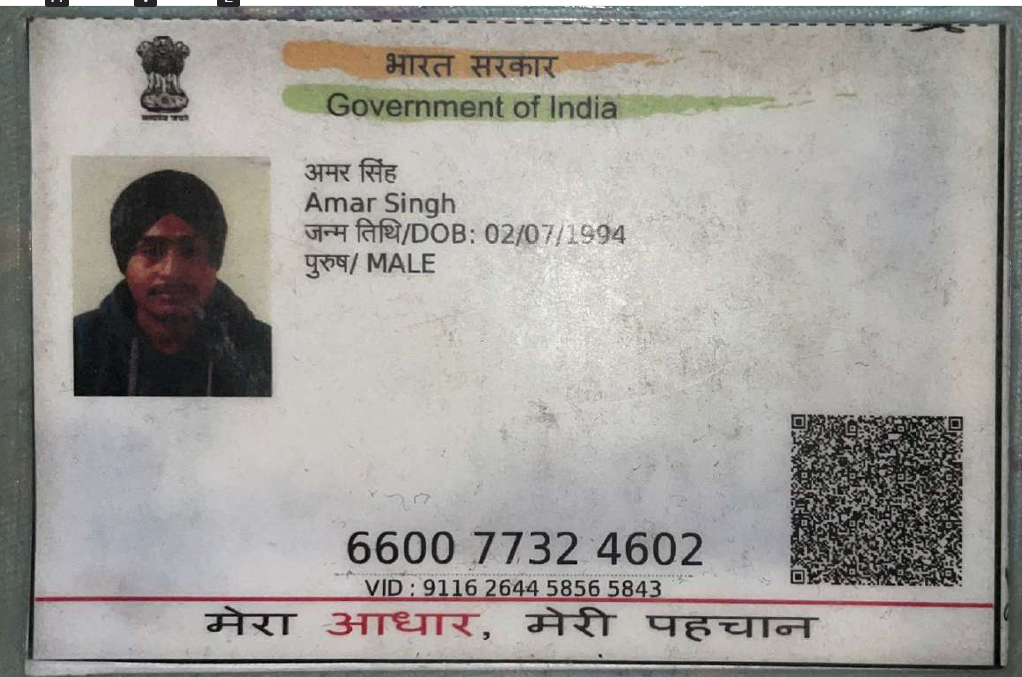 भारत सरकार
Government of India
अमर सिंह
Amar Singh
जन्म तिथि/DOB: 02/07/1994
पुरुष/ MALE
6600 7732 4602
VID : 9116 2644 5856 5843
मेरा आधार, मेरी पहचान